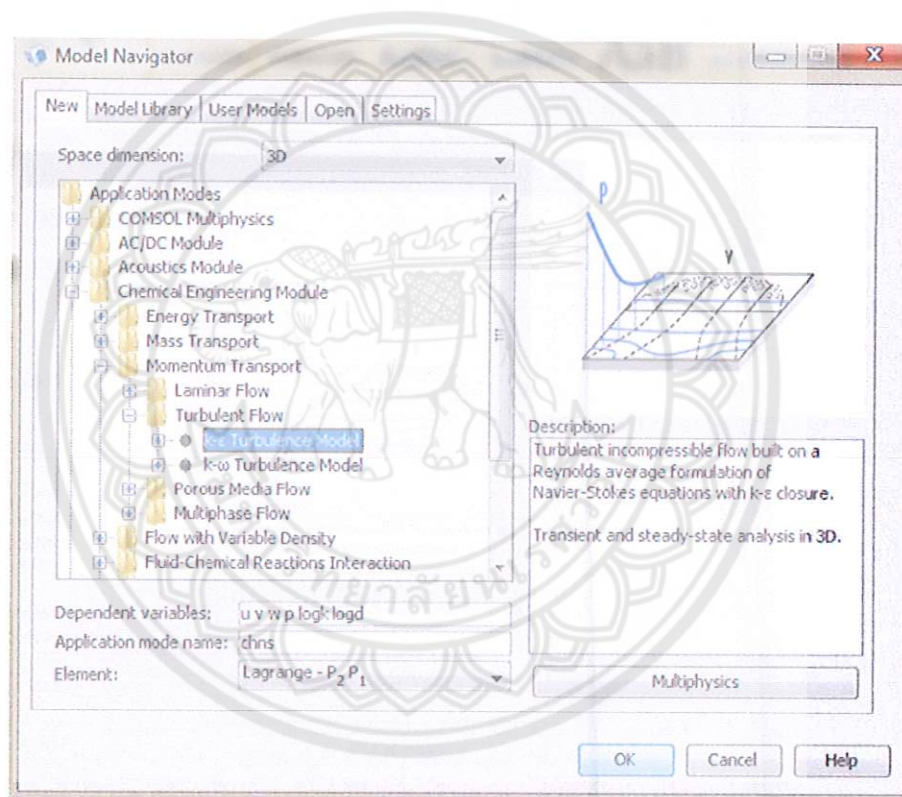 Model Navigator
New Model Library User Models Open Settings
Space dimension: 3D
Application Modes
COMSOL Multiphysics
AC/DC Module
Acoustics Module
Chemical Engineering Module
Energy Transport
Mass Transport
Momentum Transport
Laminar Flow
Turbulent Flow
k-ε Turbulence Model
k-ω Turbulence Model
Porous Media Flow
Multiphase Flow
Flow with Variable Density
Fluid-Chemical Reactions Interaction
Dependent variables: u v w p logk logd
Application mode name: chns
Element: Lagrange - P₂ P₁
p
v
Description:
Turbulent incompressible flow built on a
Reynolds average formulation of
Navier-Stokes equations with k-ε closure.
Transient and steady-state analysis in 3D.
Multiphysics
OK Cancel Help